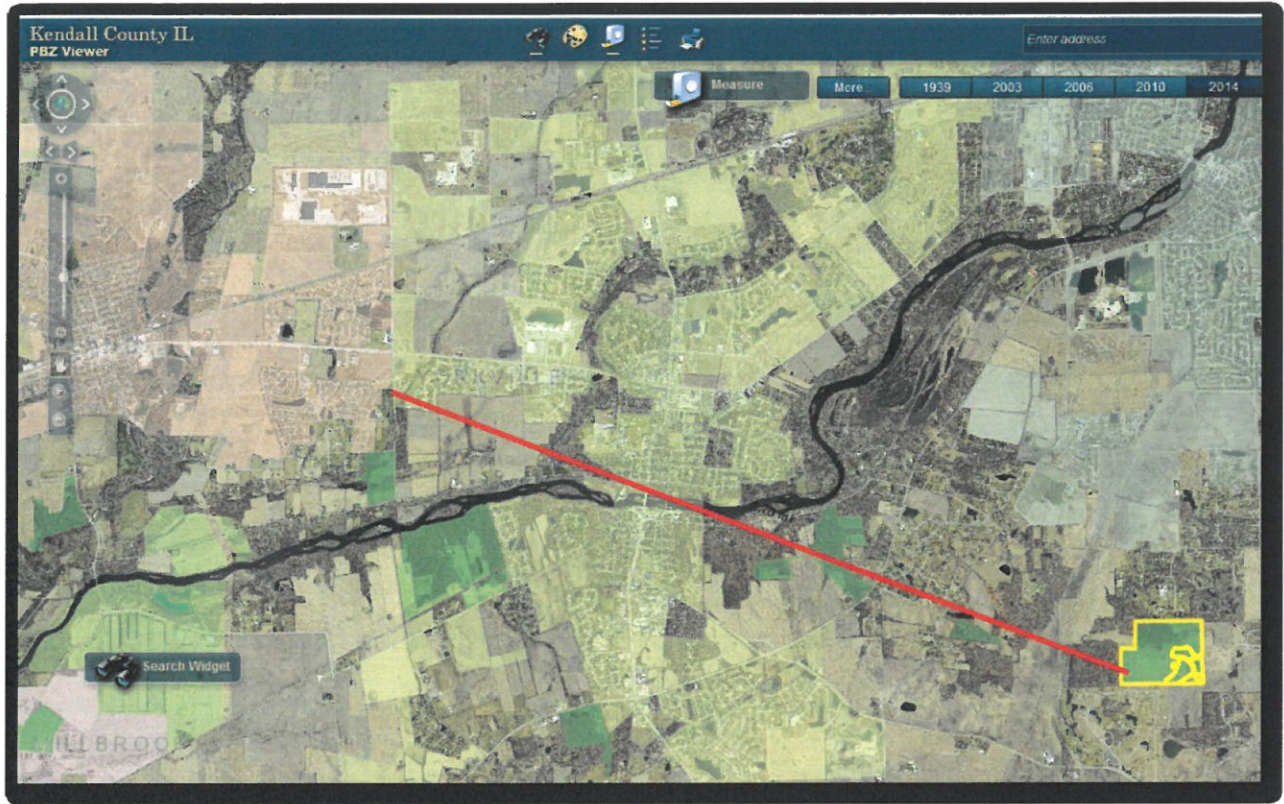 Kendall County IL
PBZ Viewer
Enter address
Measure
More...
1939
2003
2006
2010
2014
Search Widget